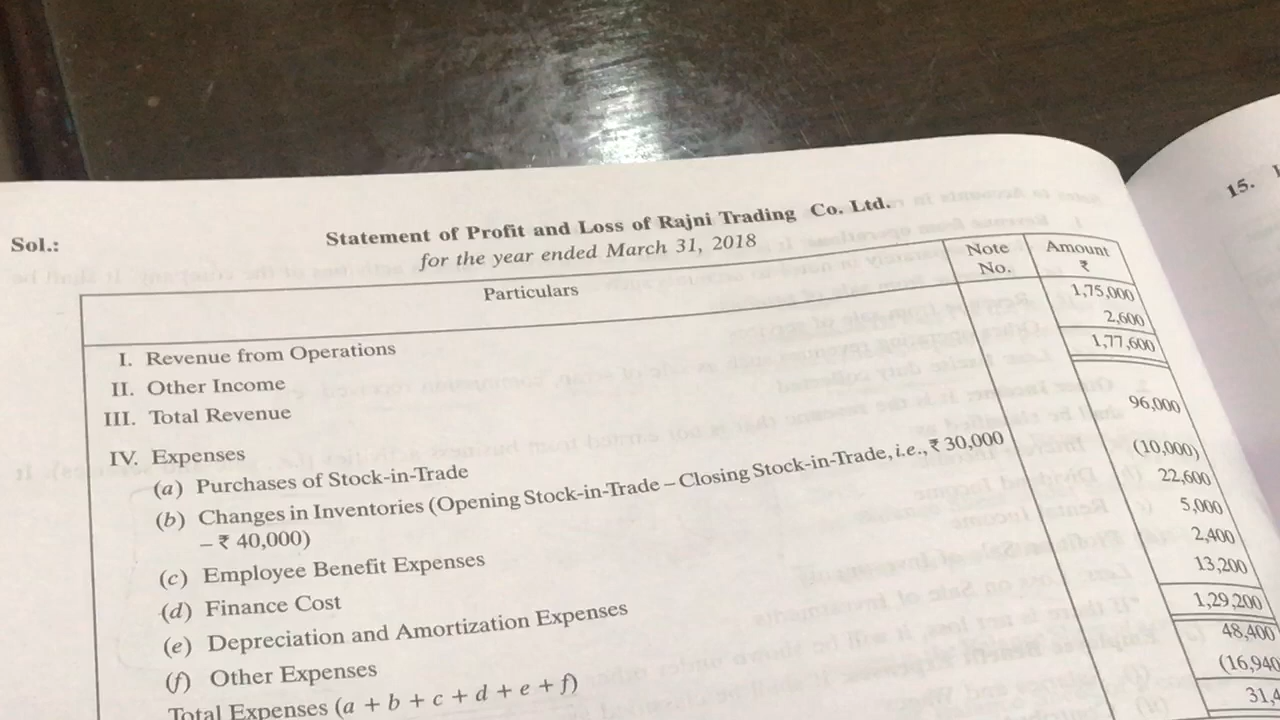 15.
Sol.:
Statement of Profit and Loss of Rajni Trading Co. Ltd.
for the year ended March 31, 2018
Particulars Note No. Amount ₹
I. Revenue from Operations 1,75,000
II. Other Income 2,600
III. Total Revenue 1,77,600
IV. Expenses
(a) Purchases of Stock-in-Trade 96,000
(b) Changes in Inventories (Opening Stock-in-Trade – Closing Stock-in-Trade, i.e., ₹ 30,000
– ₹ 40,000) (10,000)
(c) Employee Benefit Expenses 22,600
(d) Finance Cost 5,000
(e) Depreciation and Amortization Expenses 2,400
(f) Other Expenses 13,200
Total Expenses (a + b + c + d + e + f) 1,29,200
48,400
(16,940
31,4